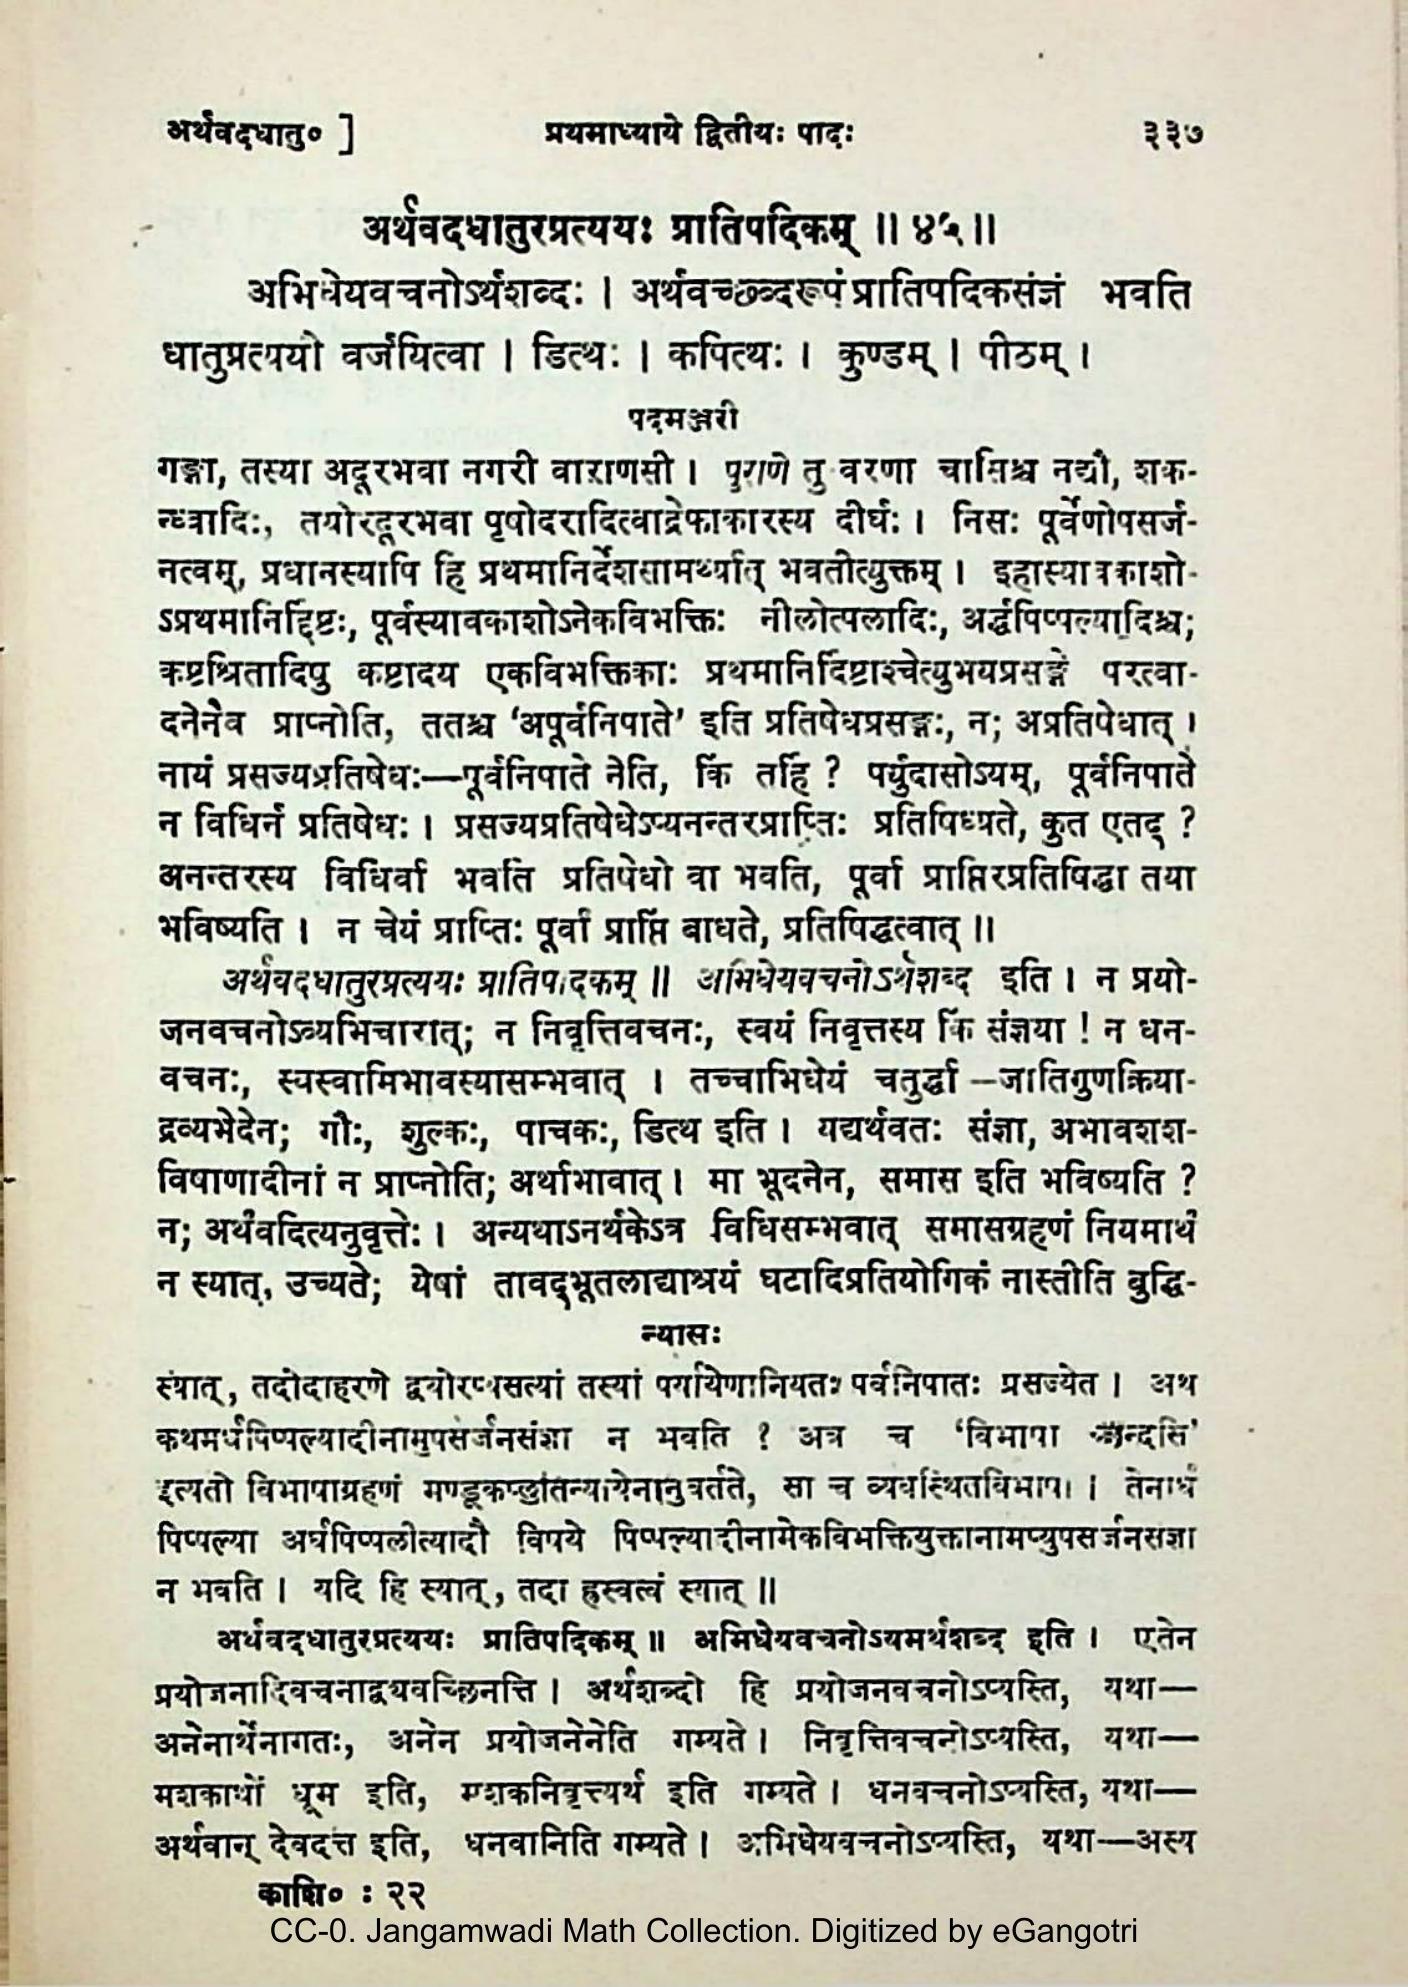 अर्थवदधातु० ]
प्रथमाध्याये द्वितीयः पादः
३३७
अर्थवदधातुरप्रत्ययः प्रातिपदिकम् ॥ ४५ ॥
अभिधेयवचनोऽर्थशब्दः । अर्थवच्छब्दरूपं प्रातिपदिकसंज्ञं भवति
धातुप्रत्ययौ वर्जयित्वा । डित्थः । कपित्थः । कुण्डम् । पीठम् ।
पदमञ्जरी
गङ्गा, तस्या अदूरभवा नगरी वाराणसी । पुराणे तु वरणा चासिश्च नद्यौ, शक-
न्ध्वादिः, तयोरदूरभवा पृषोदरादित्वाद्रेफाकारस्य दीर्घः । निसः पूर्वेणोपसर्ज-
नत्वम्, प्रधानस्यापि हि प्रथमानिर्देशसामर्थ्यात् भवतीत्युक्तम् । इहास्यावकाशो-
ऽप्रथमानिर्द्दिष्टः, पूर्वस्यावकाशोऽनेकविभक्तिः नीलोत्पलादिः, अर्द्धपिप्पल्यादिश्च;
कष्टश्रितादिषु कष्टादय एकविभक्तिकाः प्रथमानिर्दिष्टाश्चेत्युभयप्रसङ्गे परत्वा-
दनेनैव प्राप्नोति, ततश्च ‘अपूर्वनिपाते’ इति प्रतिषेधप्रसङ्गः, न; अप्रतिषेधात् ।
नायं प्रसज्यप्रतिषेधः—पूर्वनिपाते नेति, किं तर्हि ? पर्युदासोऽयम्, पूर्वनिपाते
न विधिर्न प्रतिषेधः । प्रसज्यप्रतिषेधेऽप्यनन्तरप्राप्तिः प्रतिषिध्यते, कुत एतद् ?
अनन्तरस्य विधिर्वा भवति प्रतिषेधो वा भवति, पूर्वा प्राप्तिरप्रतिषिद्धा तया
भविष्यति । न चेयं प्राप्तिः पूर्वां प्राप्तिं बाधते, प्रतिषिद्धत्वात् ॥
अर्थवदधातुरप्रत्ययः प्रातिपदिकम् ॥ अभिधेयवचनोऽर्थशब्द इति । न प्रयो-
जनवचनोऽव्यभिचारात्; न निवृत्तिवचनः, स्वयं निवृत्तस्य किं संज्ञया ! न धन-
वचनः, स्यस्वामिभावस्यासम्भवात् । तच्चाभिधेयं चतुर्द्धा —जातिगुणक्रिया-
द्रव्यभेदेन; गौः, शुल्कः, पाचकः, डित्थ इति । यद्यर्थवतः संज्ञा, अभावशश-
विषाणादीनां न प्राप्नोति; अर्थाभावात् । मा भूदनेन, समास इति भविष्यति ?
न; अर्थवदित्यनुवृत्तेः । अन्यथाऽनर्थकेऽत्र विधिसम्भवात् समासग्रहणं नियमार्थं
न स्यात्, उच्यते; येषां तावद्भूतलाद्याश्रयं घटादिप्रतियोगिकं नास्तीति बुद्धि-
न्यासः
स्यात्, तदोदाहरणे द्वयोरप्यसत्यां तस्यां पर्यायेणानियतः पर्वनिपातः प्रसज्येत । अथ
कथमर्धपिप्पल्यादीनामुपसर्जनसंज्ञा न भवति ? अत्र च ‘विभाषा छन्दसि’
इत्यतो विभाषाग्रहणं मण्डूकप्लुतिन्यायेनानुवर्तते, सा च व्यवस्थितविभाषा । तेनार्धं
पिप्पल्या अर्घपिप्पलीत्यादौ विषये पिप्पल्यादीनामेकविभक्तियुक्तानामप्युपसर्जनसज्ञा
न भवति । यदि हि स्यात्, तदा ह्रस्वत्वं स्यात् ॥
अर्थवदधातुरप्रत्ययः प्रातिपदिकम् ॥ अभिधेयवचनोऽयमर्थशब्द इति । एतेन
प्रयोजनादिवचनाद्वयवच्छिनत्ति । अर्थशब्दो हि प्रयोजनवचनोऽप्यस्ति, यथा—
अनेनार्थेनागतः, अनेन प्रयोजनेनेति गम्यते । निवृत्तिवचनोऽप्यस्ति, यथा—
मशकार्थो धूम इति, मशकनिवृत्त्यर्थ इति गम्यते । धनवचनोऽप्यस्ति, यथा—
अर्थवान् देवदत्त इति, धनवानिति गम्यते । अभिधेयवचनोऽप्यस्ति, यथा—अस्य
काशि० : २२
CC-0. Jangamwadi Math Collection. Digitized by eGangotri